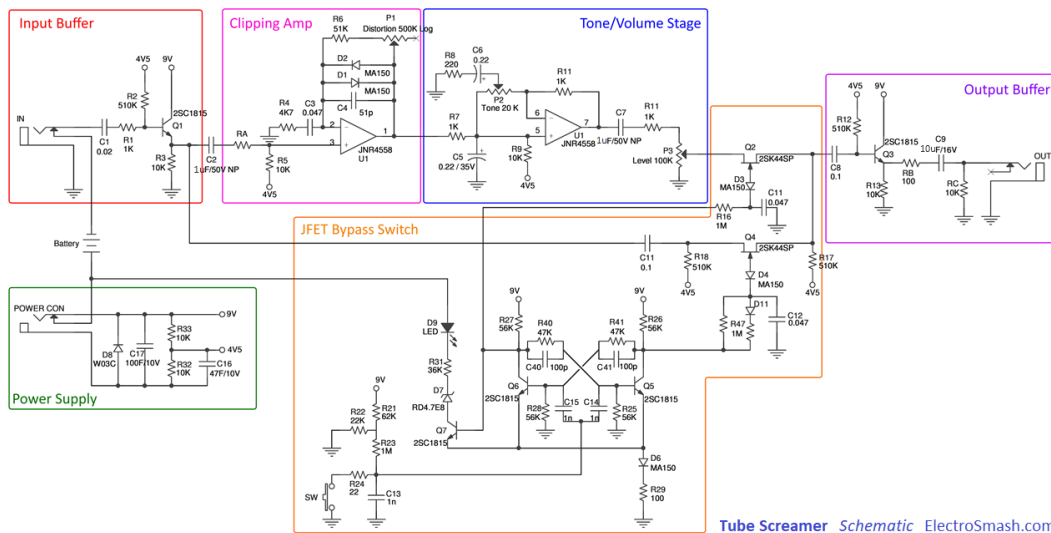 Input Buffer
Clipping Amp
Tone/Volume Stage
Output Buffer
JFET Bypass Switch
Power Supply
IN
C1
0.02
R1
1K
4V5
R2
510K
9V
2SC1815
Q1
R3
10K
C2
1uF/50V NP
RA
R5
10K
4V5
R4
4K7
C3
0.047
R6
51K
P1
Distortion 500K Log
D2
MA150
D1
MA150
C4
51p
2
3
1
JNR4558
U1
R7
1K
C5
0.22 / 35V
R8
220
C6
0.22
P2
Tone 20 K
R9
10K
4V5
R11
1K
6
5
7
U1
JNR4558
C7
1uF/50V NP
R11
1K
P3
Level 100K
Q2
2SK44SP
D3
MA150
R16
1M
C11
0.047
C8
0.1
4V5
R12
510K
9V
2SC1815
Q3
R13
10K
RB
100
C9
10uF/16V
RC
10K
OUT
Battery
C11
0.1
R18
510K
4V5
Q4
2SK44SP
R17
510K
4V5
D4
MA150
D11
R47
1M
C12
0.047
POWER CON
D8
W03C
C17
100F/10V
R33
10K
R32
10K
9V
4V5
C16
47F/10V
D9
LED
R31
36K
D7
RD4.7E8
Q7
2SC1815
9V
R27
56K
R40
47K
C40
100p
R41
47K
C41
100p
9V
R26
56K
Q6
2SC1815
R28
56K
C15
1n
C14
1n
R25
56K
Q5
2SC1815
D6
MA150
R29
100
9V
R22
22K
R21
62K
R23
1M
R24
22
SW
C13
1n
Tube Screamer Schematic ElectroSmash.com